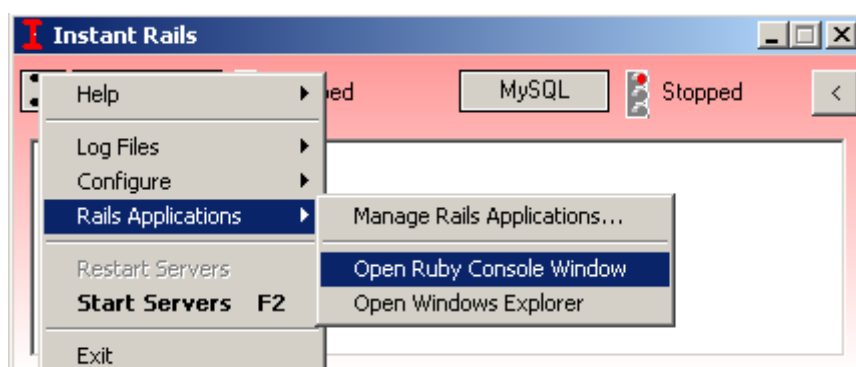 Instant Rails
MySQL
Stopped
<
Help
Log Files
Configure
Rails Applications
Restart Servers
Start Servers F2
Exit
Manage Rails Applications...
Open Ruby Console Window
Open Windows Explorer